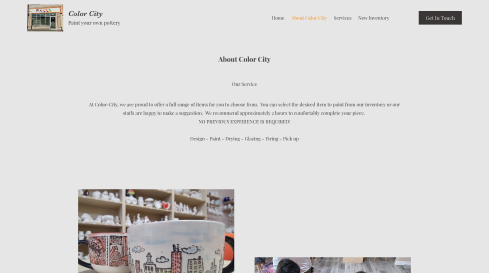 Color City
Paint your own pottery
Home About Color City Services New Inventory
Get In Touch
About Color City
Our Service
At Color-City, we are proud to offer a full range of items for you to choose from. You can select the desired item to paint from our inventory or our
staffs are happy to make a suggestion. We recommend approximately 2 hours to comfortably complete your piece.
NO PREVIOUS EXPERIENCE IS REQUIRED!
Design - Paint - Drying - Glazing - Firing - Pick up